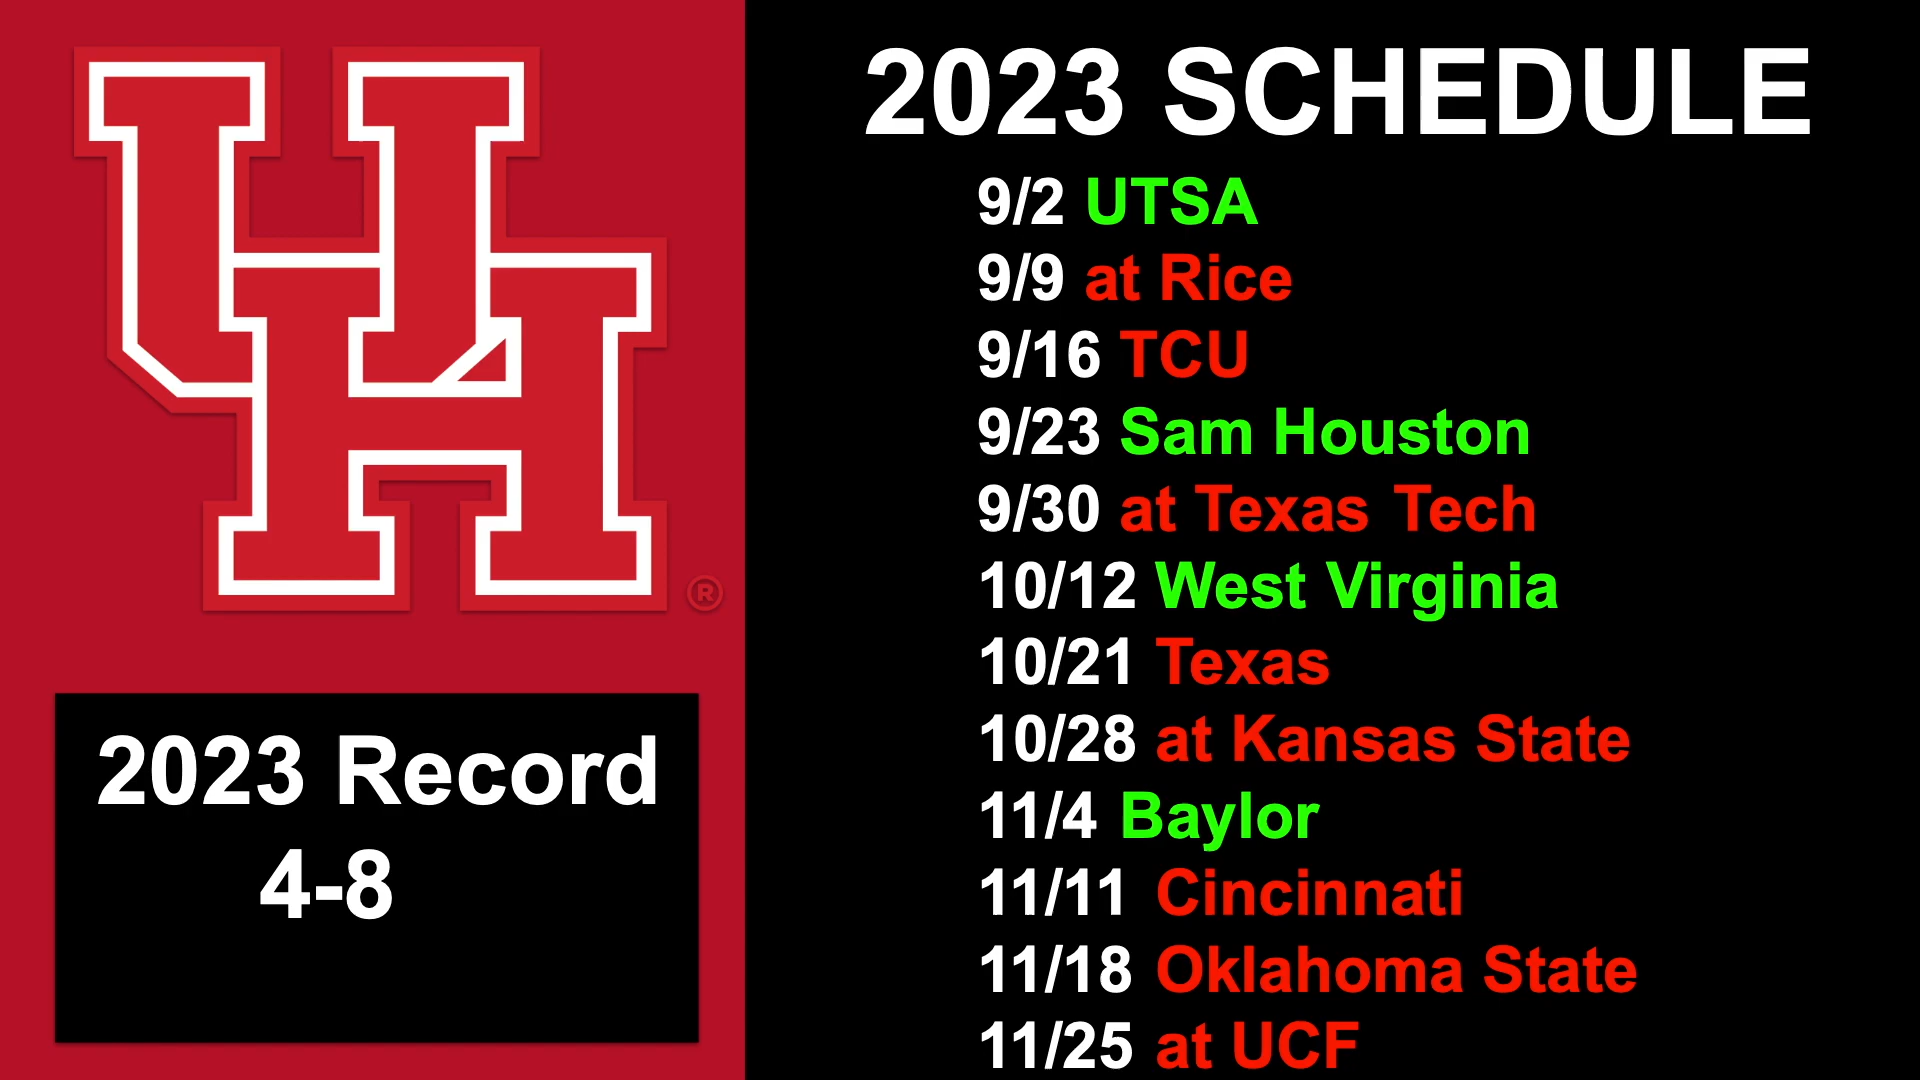 UH
®
2023 Record
4-8
2023 SCHEDULE
9/2 UTSA
9/9 at Rice
9/16 TCU
9/23 Sam Houston
9/30 at Texas Tech
10/12 West Virginia
10/21 Texas
10/28 at Kansas State
11/4 Baylor
11/11 Cincinnati
11/18 Oklahoma State
11/25 at UCF